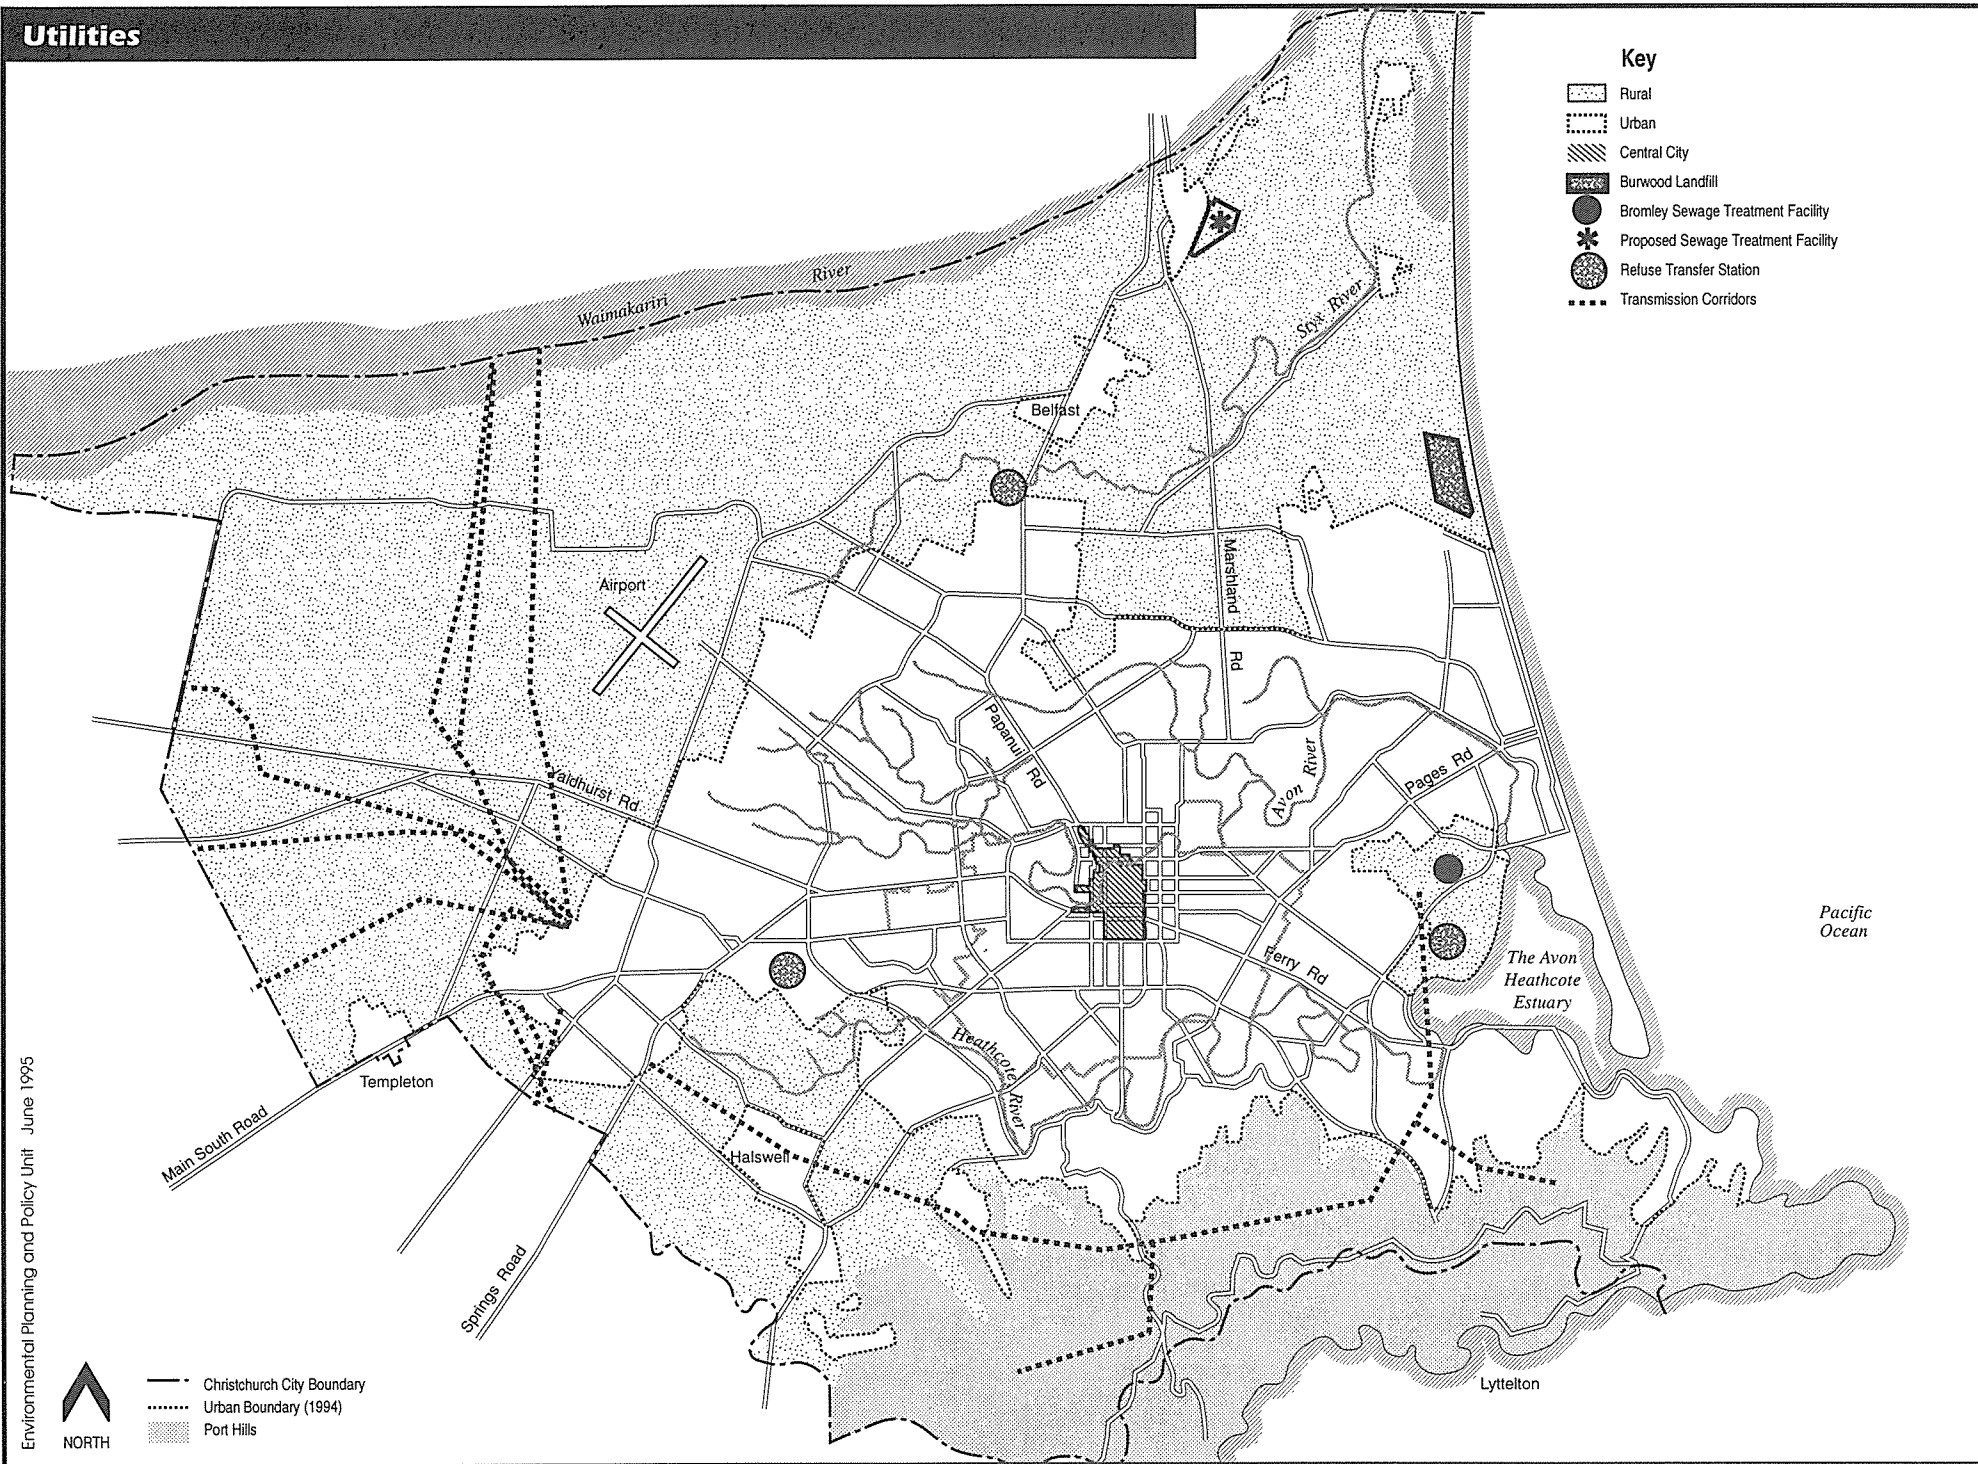 Utilities
Key
Rural
Urban
Central City
Burwood Landfill
Bromley Sewage Treatment Facility
Proposed Sewage Treatment Facility
Refuse Transfer Station
Transmission Corridors
Waimakariri River
Styx River
Belfast
Airport
Marshland Rd
Papanui Rd
Yaldhurst Rd
Avon River
Pages Rd
Pacific
Ocean
Ferry Rd
The Avon
Heathcote
Estuary
Heathcote River
Templeton
Main South Road
Halswell
Springs Road
Lyttelton
Environmental Planning and Policy Unit June 1995
NORTH
Christchurch City Boundary
Urban Boundary (1994)
Port Hills